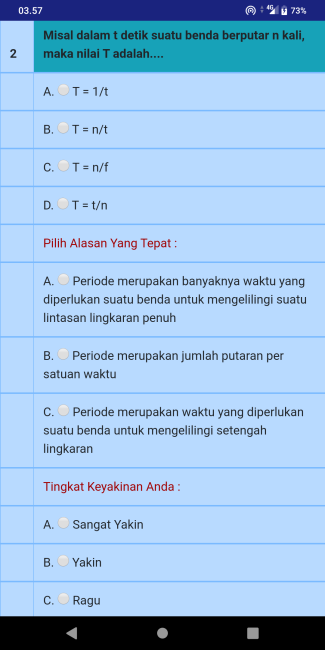 03.57
4G
73%
2
Misal dalam t detik suatu benda berputar n kali,
maka nilai T adalah....
A. T = 1/t
B. T = n/t
C. T = n/f
D. T = t/n
Pilih Alasan Yang Tepat :
A. Periode merupakan banyaknya waktu yang
diperlukan suatu benda untuk mengelilingi suatu
lintasan lingkaran penuh
B. Periode merupakan jumlah putaran per
satuan waktu
C. Periode merupakan waktu yang diperlukan
suatu benda untuk mengelilingi setengah
lingkaran
Tingkat Keyakinan Anda :
A. Sangat Yakin
B. Yakin
C. Ragu